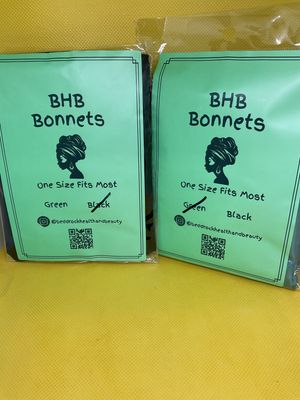 BHB
Bonnets
One Size Fits Most
Green Black
@bedrockhealthandbeauty
BHB
Bonnets
One Size Fits Most
Green Black
@bedrockhealthandbeauty